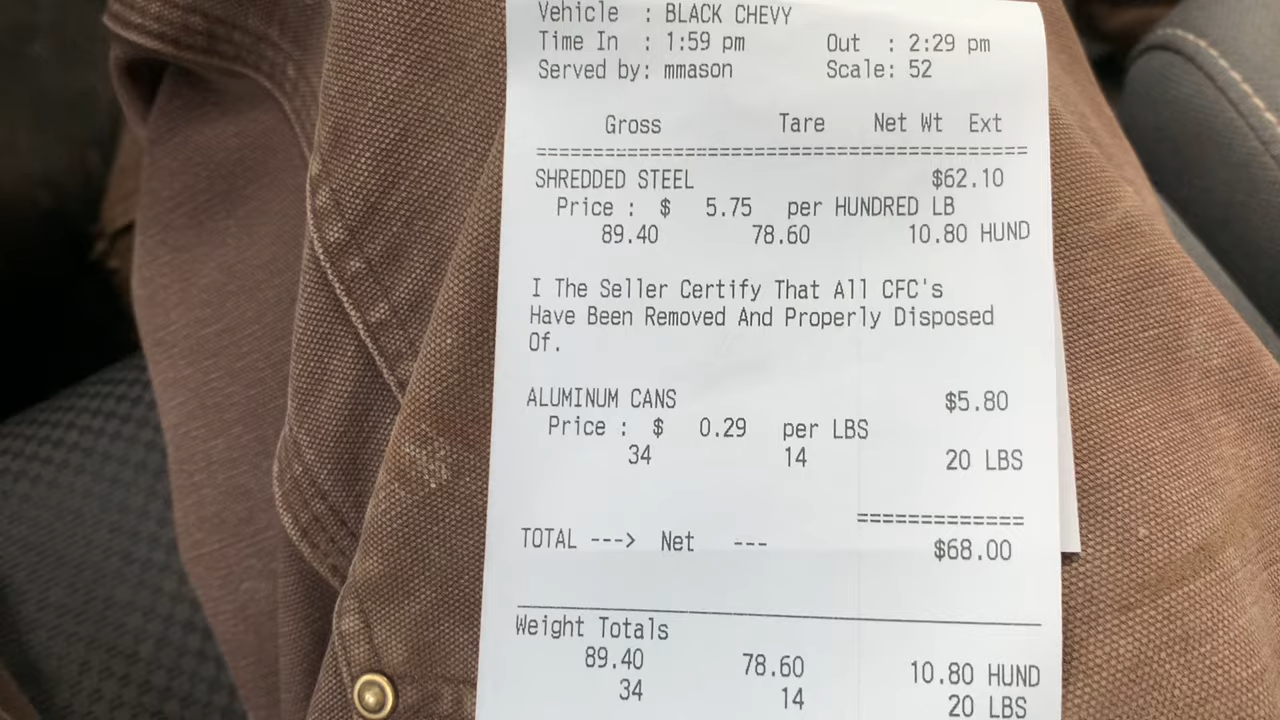 Vehicle : BLACK CHEVY
Time In : 1:59 pm Out : 2:29 pm
Served by: mmason Scale: 52
Gross Tare Net Wt Ext
==========================================================
SHREDDED STEEL $62.10
Price : $ 5.75 per HUNDRED LB
89.40 78.60 10.80 HUND
I The Seller Certify That All CFC's
Have Been Removed And Properly Disposed
Of.
ALUMINUM CANS $5.80
Price : $ 0.29 per LBS
34 14 20 LBS
=============
TOTAL ---> Net --- $68.00
Weight Totals
89.40 78.60 10.80 HUND
34 14 20 LBS